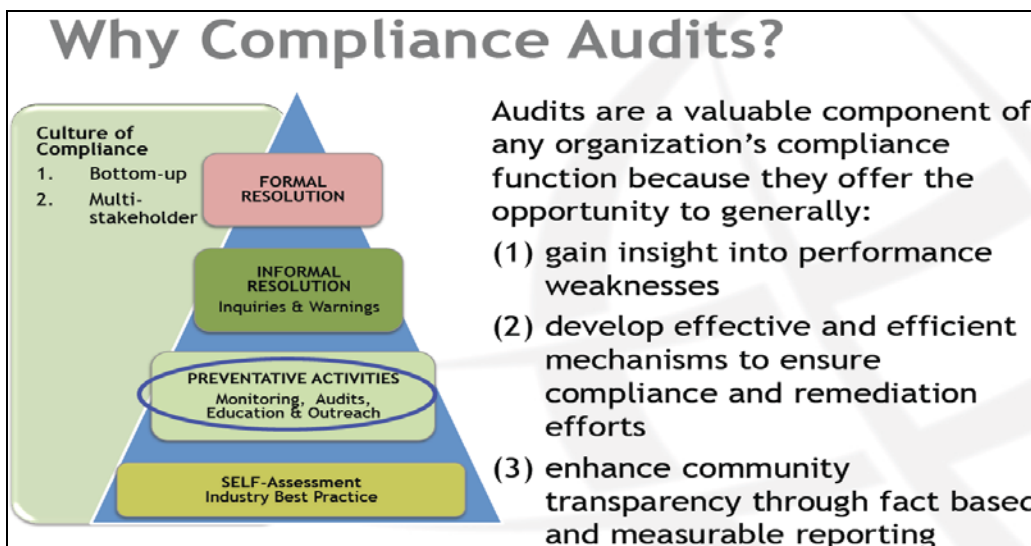 Why Compliance Audits?
Culture of
Compliance
1. Bottom-up
2. Multi-
stakeholder
FORMAL
RESOLUTION
INFORMAL
RESOLUTION
Inquiries & Warnings
PREVENTATIVE ACTIVITIES
Monitoring, Audits,
Education & Outreach
SELF-Assessment
Industry Best Practice
Audits are a valuable component of
any organization's compliance
function because they offer the
opportunity to generally:
(1) gain insight into performance
weaknesses
(2) develop effective and efficient
mechanisms to ensure
compliance and remediation
efforts
(3) enhance community
transparency through fact based
and measurable reporting